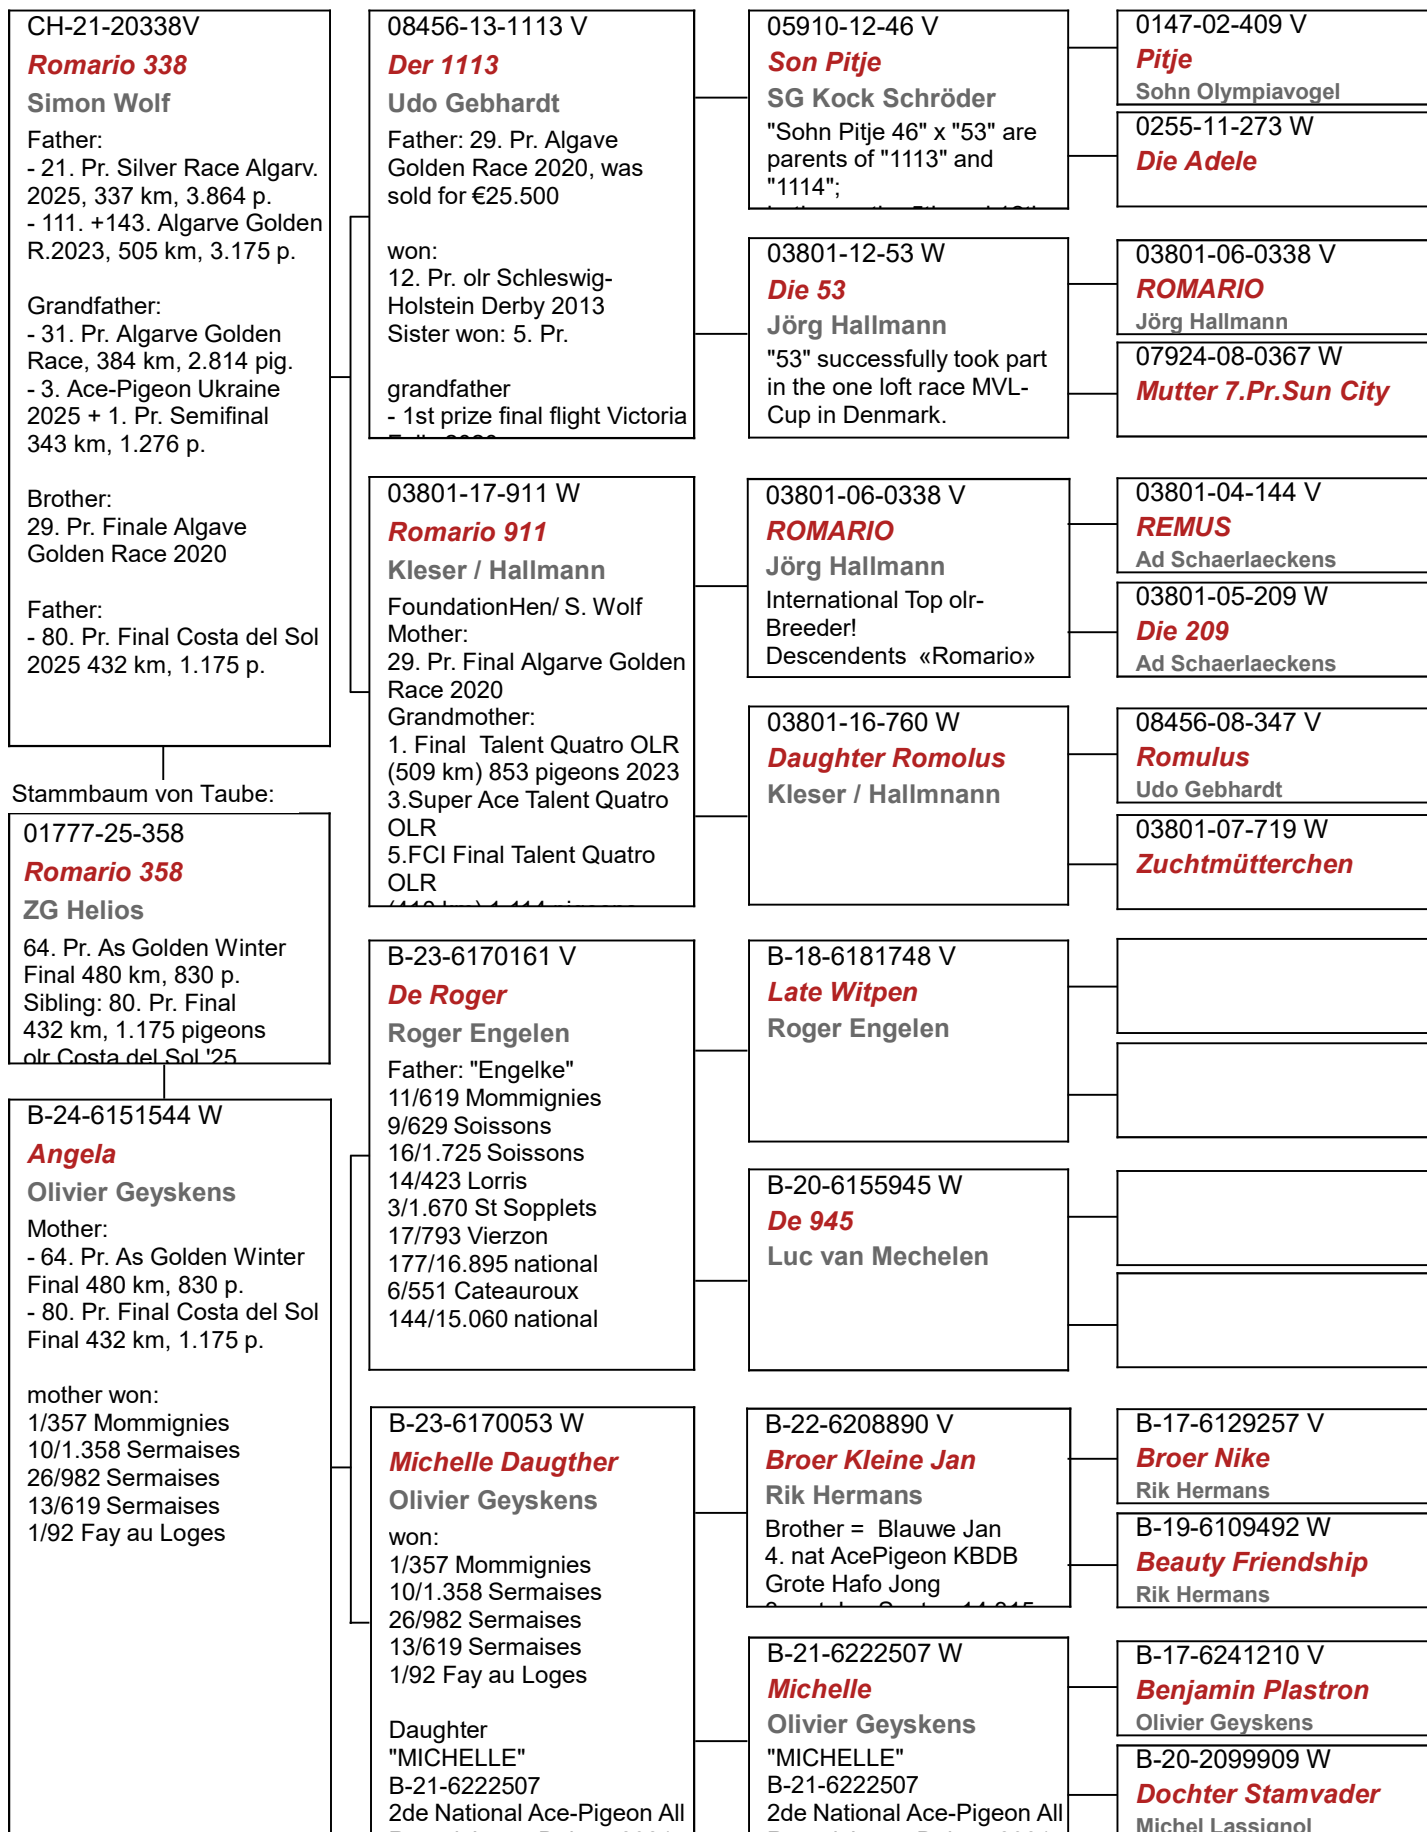 CH-21-20338V
Romario 338
Simon Wolf
Father:
- 21. Pr. Silver Race Algarv.
2025, 337 km, 3.864 p.
- 111. +143. Algarve Golden
R.2023, 505 km, 3.175 p.
Grandfather:
- 31. Pr. Algarve Golden
Race, 384 km, 2.814 pig.
- 3. Ace-Pigeon Ukraine
2025 + 1. Pr. Semifinal
343 km, 1.276 p.
Brother:
29. Pr. Finale Algave
Golden Race 2020
Father:
- 80. Pr. Final Costa del Sol
2025 432 km, 1.175 p.
Stammbaum von Taube:
01777-25-358
Romario 358
ZG Helios
64. Pr. As Golden Winter
Final 480 km, 830 p.
Sibling: 80. Pr. Final
432 km, 1.175 pigeons
olr Costa del Sol '25
B-24-6151544 W
Angela
Olivier Geyskens
Mother:
- 64. Pr. As Golden Winter
Final 480 km, 830 p.
- 80. Pr. Final Costa del Sol
Final 432 km, 1.175 p.
mother won:
1/357 Mommignies
10/1.358 Sermaises
26/982 Sermaises
13/619 Sermaises
1/92 Fay au Loges
08456-13-1113 V
Der 1113
Udo Gebhardt
Father: 29. Pr. Algave
Golden Race 2020, was
sold for €25.500
won:
12. Pr. olr Schleswig-
Holstein Derby 2013
Sister won: 5. Pr.
grandfather
- 1st prize final flight Victoria
03801-17-911 W
Romario 911
Kleser / Hallmann
FoundationHen/ S. Wolf
Mother:
29. Pr. Final Algarve Golden
Race 2020
Grandmother:
1. Final  Talent Quatro OLR
(509 km) 853 pigeons 2023
3.Super Ace Talent Quatro
OLR
5.FCI Final Talent Quatro
OLR
B-23-6170161 V
De Roger
Roger Engelen
Father: "Engelke"
11/619 Mommignies
9/629 Soissons
16/1.725 Soissons
14/423 Lorris
3/1.670 St Sopplets
17/793 Vierzon
177/16.895 national
6/551 Cateauroux
144/15.060 national
B-23-6170053 W
Michelle Daugther
Olivier Geyskens
won:
1/357 Mommignies
10/1.358 Sermaises
26/982 Sermaises
13/619 Sermaises
1/92 Fay au Loges
Daughter
"MICHELLE"
B-21-6222507
2de National Ace-Pigeon All
05910-12-46 V
Son Pitje
SG Kock Schröder
"Sohn Pitje 46" x "53" are
parents of "1113" and
"1114";
03801-12-53 W
Die 53
Jörg Hallmann
"53" successfully took part
in the one loft race MVL-
Cup in Denmark.
03801-06-0338 V
ROMARIO
Jörg Hallmann
International Top olr-
Breeder!
Descendents  «Romario»
03801-16-760 W
Daughter Romolus
Kleser / Hallmnann
B-18-6181748 V
Late Witpen
Roger Engelen
B-20-6155945 W
De 945
Luc van Mechelen
B-22-6208890 V
Broer Kleine Jan
Rik Hermans
Brother =  Blauwe Jan
4. nat AcePigeon KBDB
Grote Hafo Jong
B-21-6222507 W
Michelle
Olivier Geyskens
"MICHELLE"
B-21-6222507
2de National Ace-Pigeon All
0147-02-409 V
Pitje
Sohn Olympiavogel
0255-11-273 W
Die Adele
03801-06-0338 V
ROMARIO
Jörg Hallmann
07924-08-0367 W
Mutter 7.Pr.Sun City
03801-04-144 V
REMUS
Ad Schaerlaeckens
03801-05-209 W
Die 209
Ad Schaerlaeckens
08456-08-347 V
Romulus
Udo Gebhardt
03801-07-719 W
Zuchtmütterchen
B-17-6129257 V
Broer Nike
Rik Hermans
B-19-6109492 W
Beauty Friendship
Rik Hermans
B-17-6241210 V
Benjamin Plastron
Olivier Geyskens
B-20-2099909 W
Dochter Stamvader
Michel Lassignol